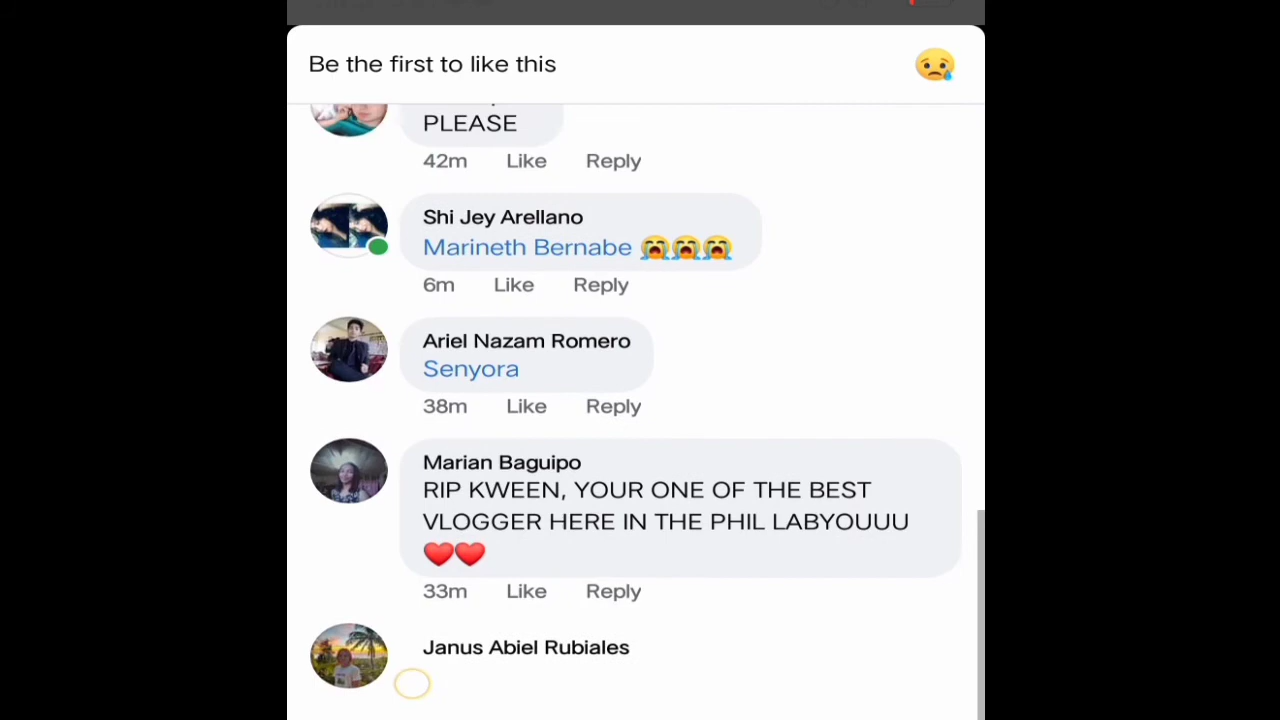 Be the first to like this
PLEASE
42m Like Reply
Shi Jey Arellano
Marineth Bernabe 😭😭😭
6m Like Reply
Ariel Nazam Romero
Senyora
38m Like Reply
Marian Baguipo
RIP KWEEN, YOUR ONE OF THE BEST
VLOGGER HERE IN THE PHIL LABYOUUU
❤️❤️
33m Like Reply
Janus Abiel Rubiales